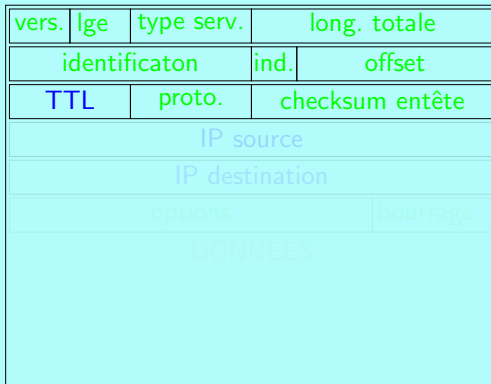 vers. lge type serv. long. totale
identificaton ind. offset
TTL proto. checksum entête
IP source
IP destination
options bourrage
DONNEES